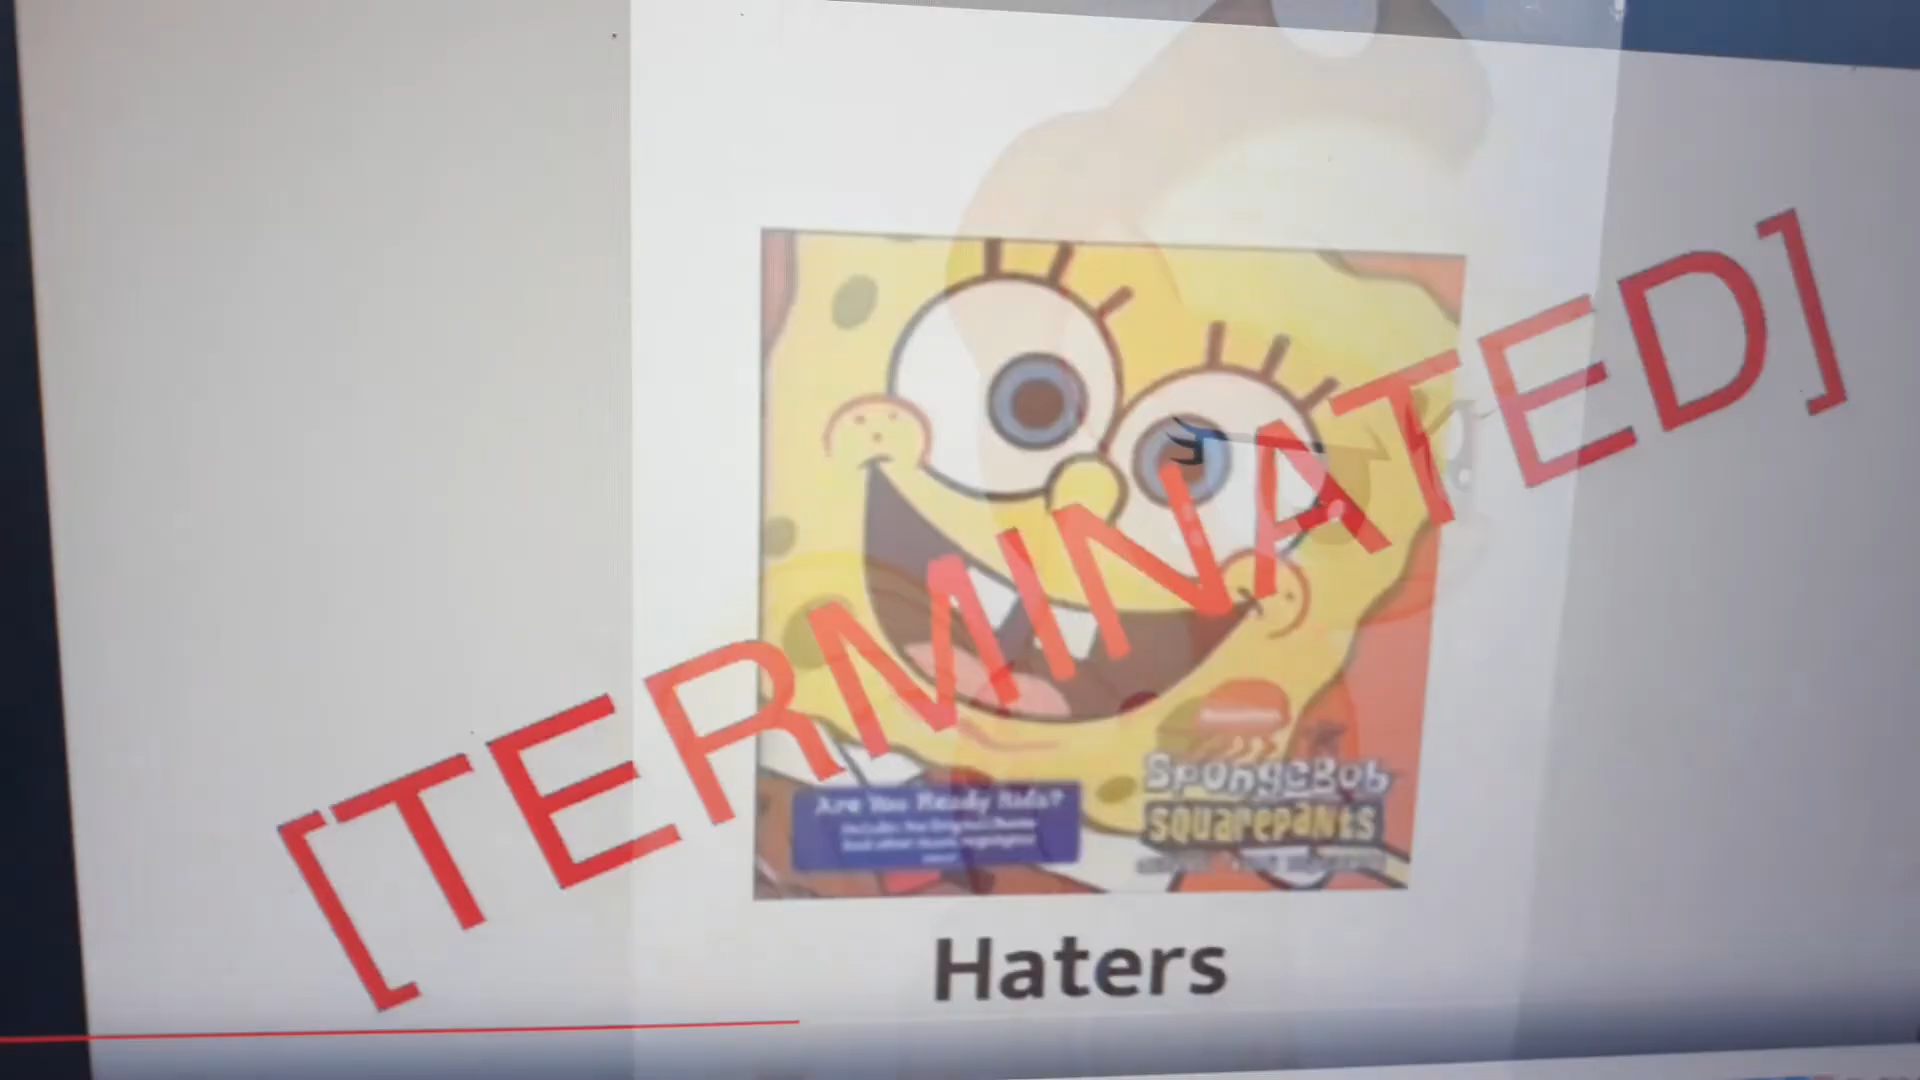 [TERMINATED]
Are You Ready Kids?
SpongeBob
SquarePants
Haters